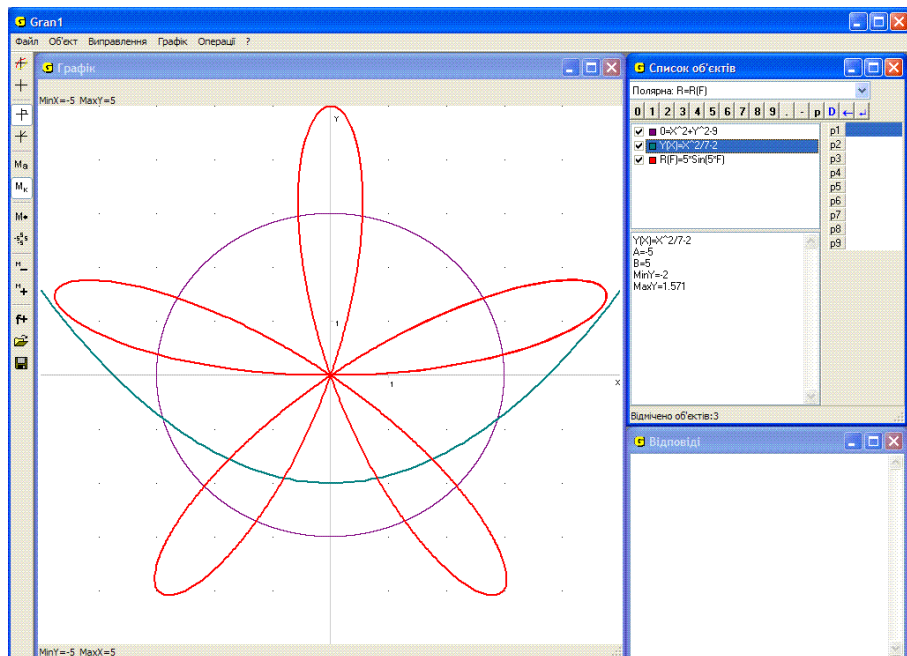 Gran1
Файл Об'єкт Виправлення Графік Операції ?
Графік
MinX=-5 MaxY=5
Y
1
1
X
MinY=-5 MaxX=5
Список об'єктів
Полярна: R=R(F)
0 1 2 3 4 5 6 7 8 9 . - p D ← ↲
0=X^2+Y^2-9
Y(X)=X^2/7-2
R(F)=5*Sin(5*F)
p1
p2
p3
p4
p5
p6
p7
p8
p9
Y(X)=X^2/7-2
A=-5
B=5
MinY=-2
MaxY=1.571
Відмічено об'єктів:3
Відповіді